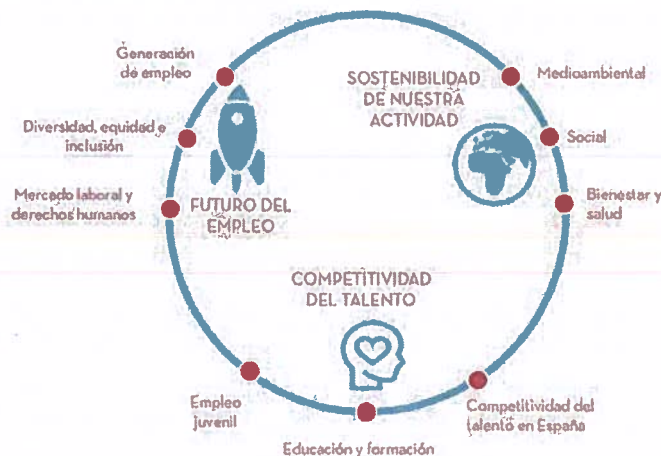 Generación
de empleo
Diversidad, equidad e
inclusión
Mercado laboral y
derechos humanos
FUTURO DEL
EMPLEO
SOSTENIBILIDAD
DE NUESTRA
ACTIVIDAD
Medioambiental
Social
Bienestar y
salud
COMPETITIVIDAD
DEL TALENTO
Empleo
juvenil
Educación y formación
Competitividad del
talento en España